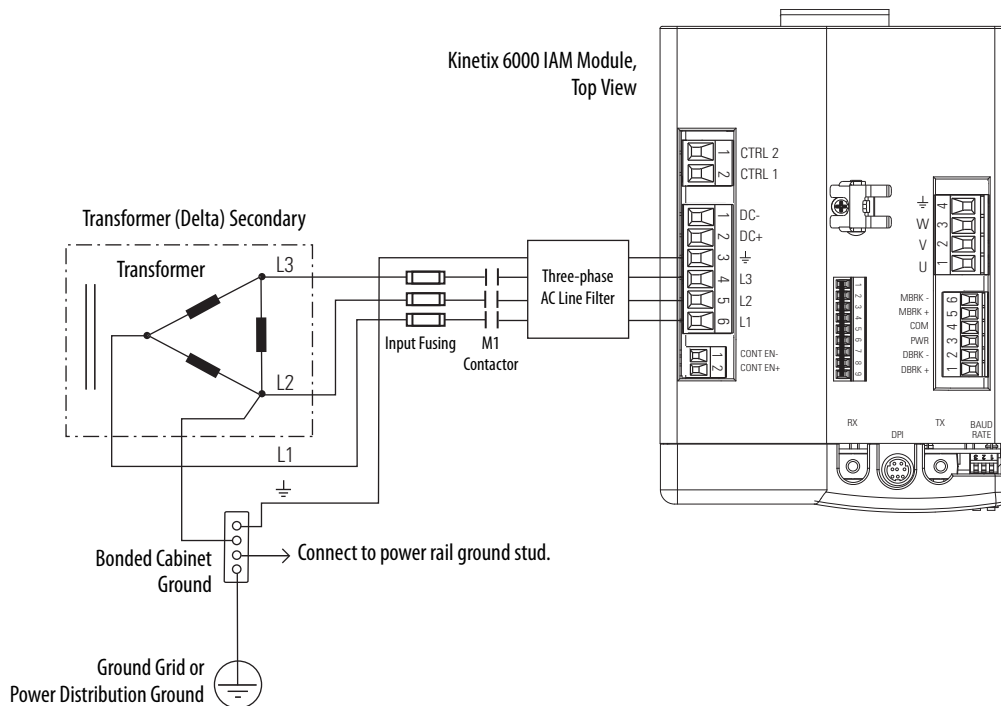 Kinetix 6000 IAM Module,
Top View
CTRL 2
CTRL 1
1
2
DC-
DC+
⏚
L3
L2
L1
1
2
3
4
5
6
CONT EN-
CONT EN+
1
2
⏚
W
V
U
4
3
2
1
MBRK -
MBRK +
COM
PWR
DBRK -
DBRK +
6
5
4
3
2
1
1
2
3
4
5
6
7
8
9
RX
DPI
TX
BAUD
RATE
1 2 3
Transformer (Delta) Secondary
Transformer
L3
L2
L1
⏚
Input Fusing
M1
Contactor
Three-phase
AC Line Filter
Bonded Cabinet
Ground
Connect to power rail ground stud.
Ground Grid or
Power Distribution Ground